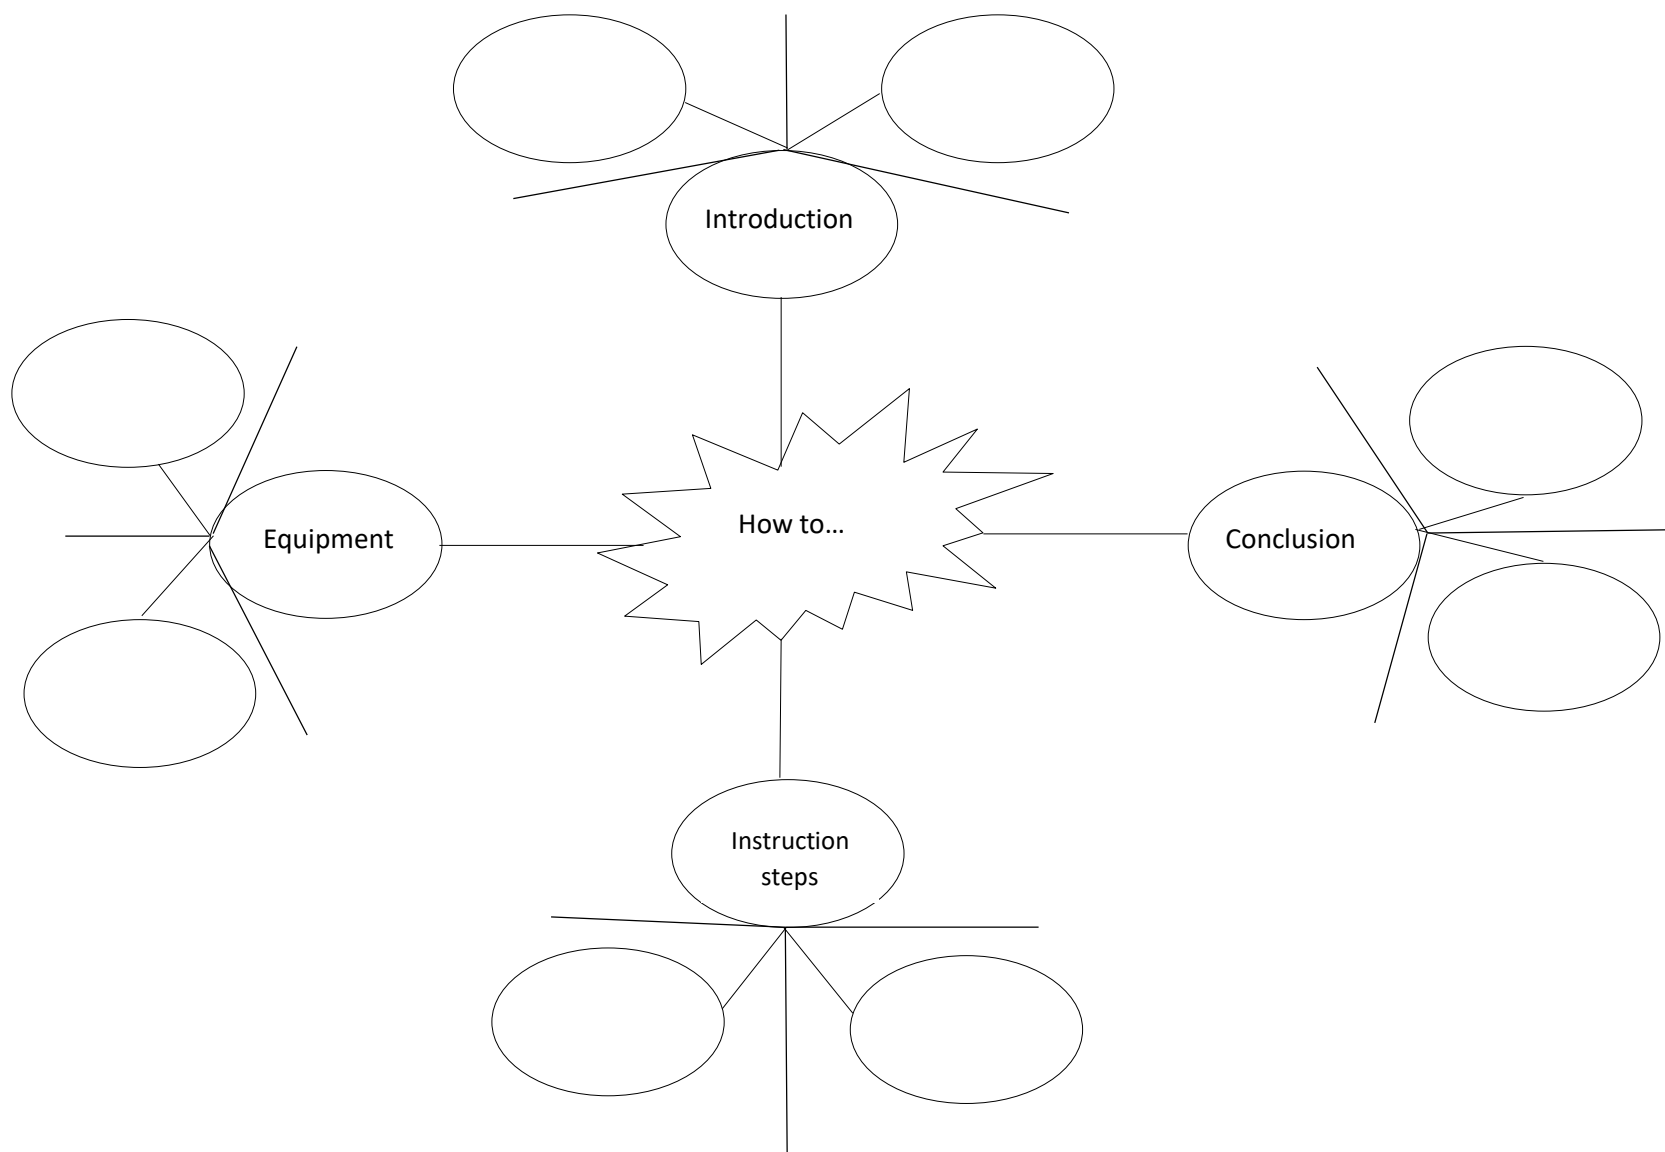 Introduction
How to...
Equipment
Conclusion
Instruction
steps